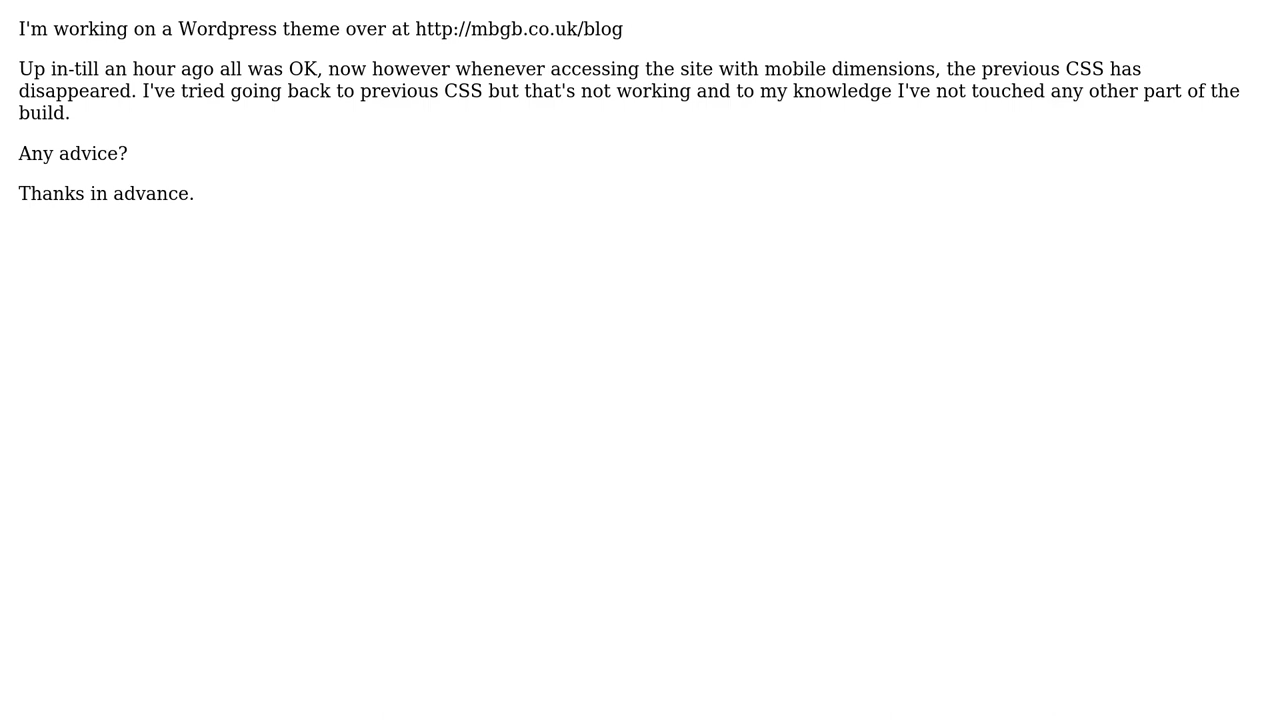 I'm working on a Wordpress theme over at http://mbgb.co.uk/blog
Up in-till an hour ago all was OK, now however whenever accessing the site with mobile dimensions, the previous CSS has
disappeared. I've tried going back to previous CSS but that's not working and to my knowledge I've not touched any other part of the
build.
Any advice?
Thanks in advance.